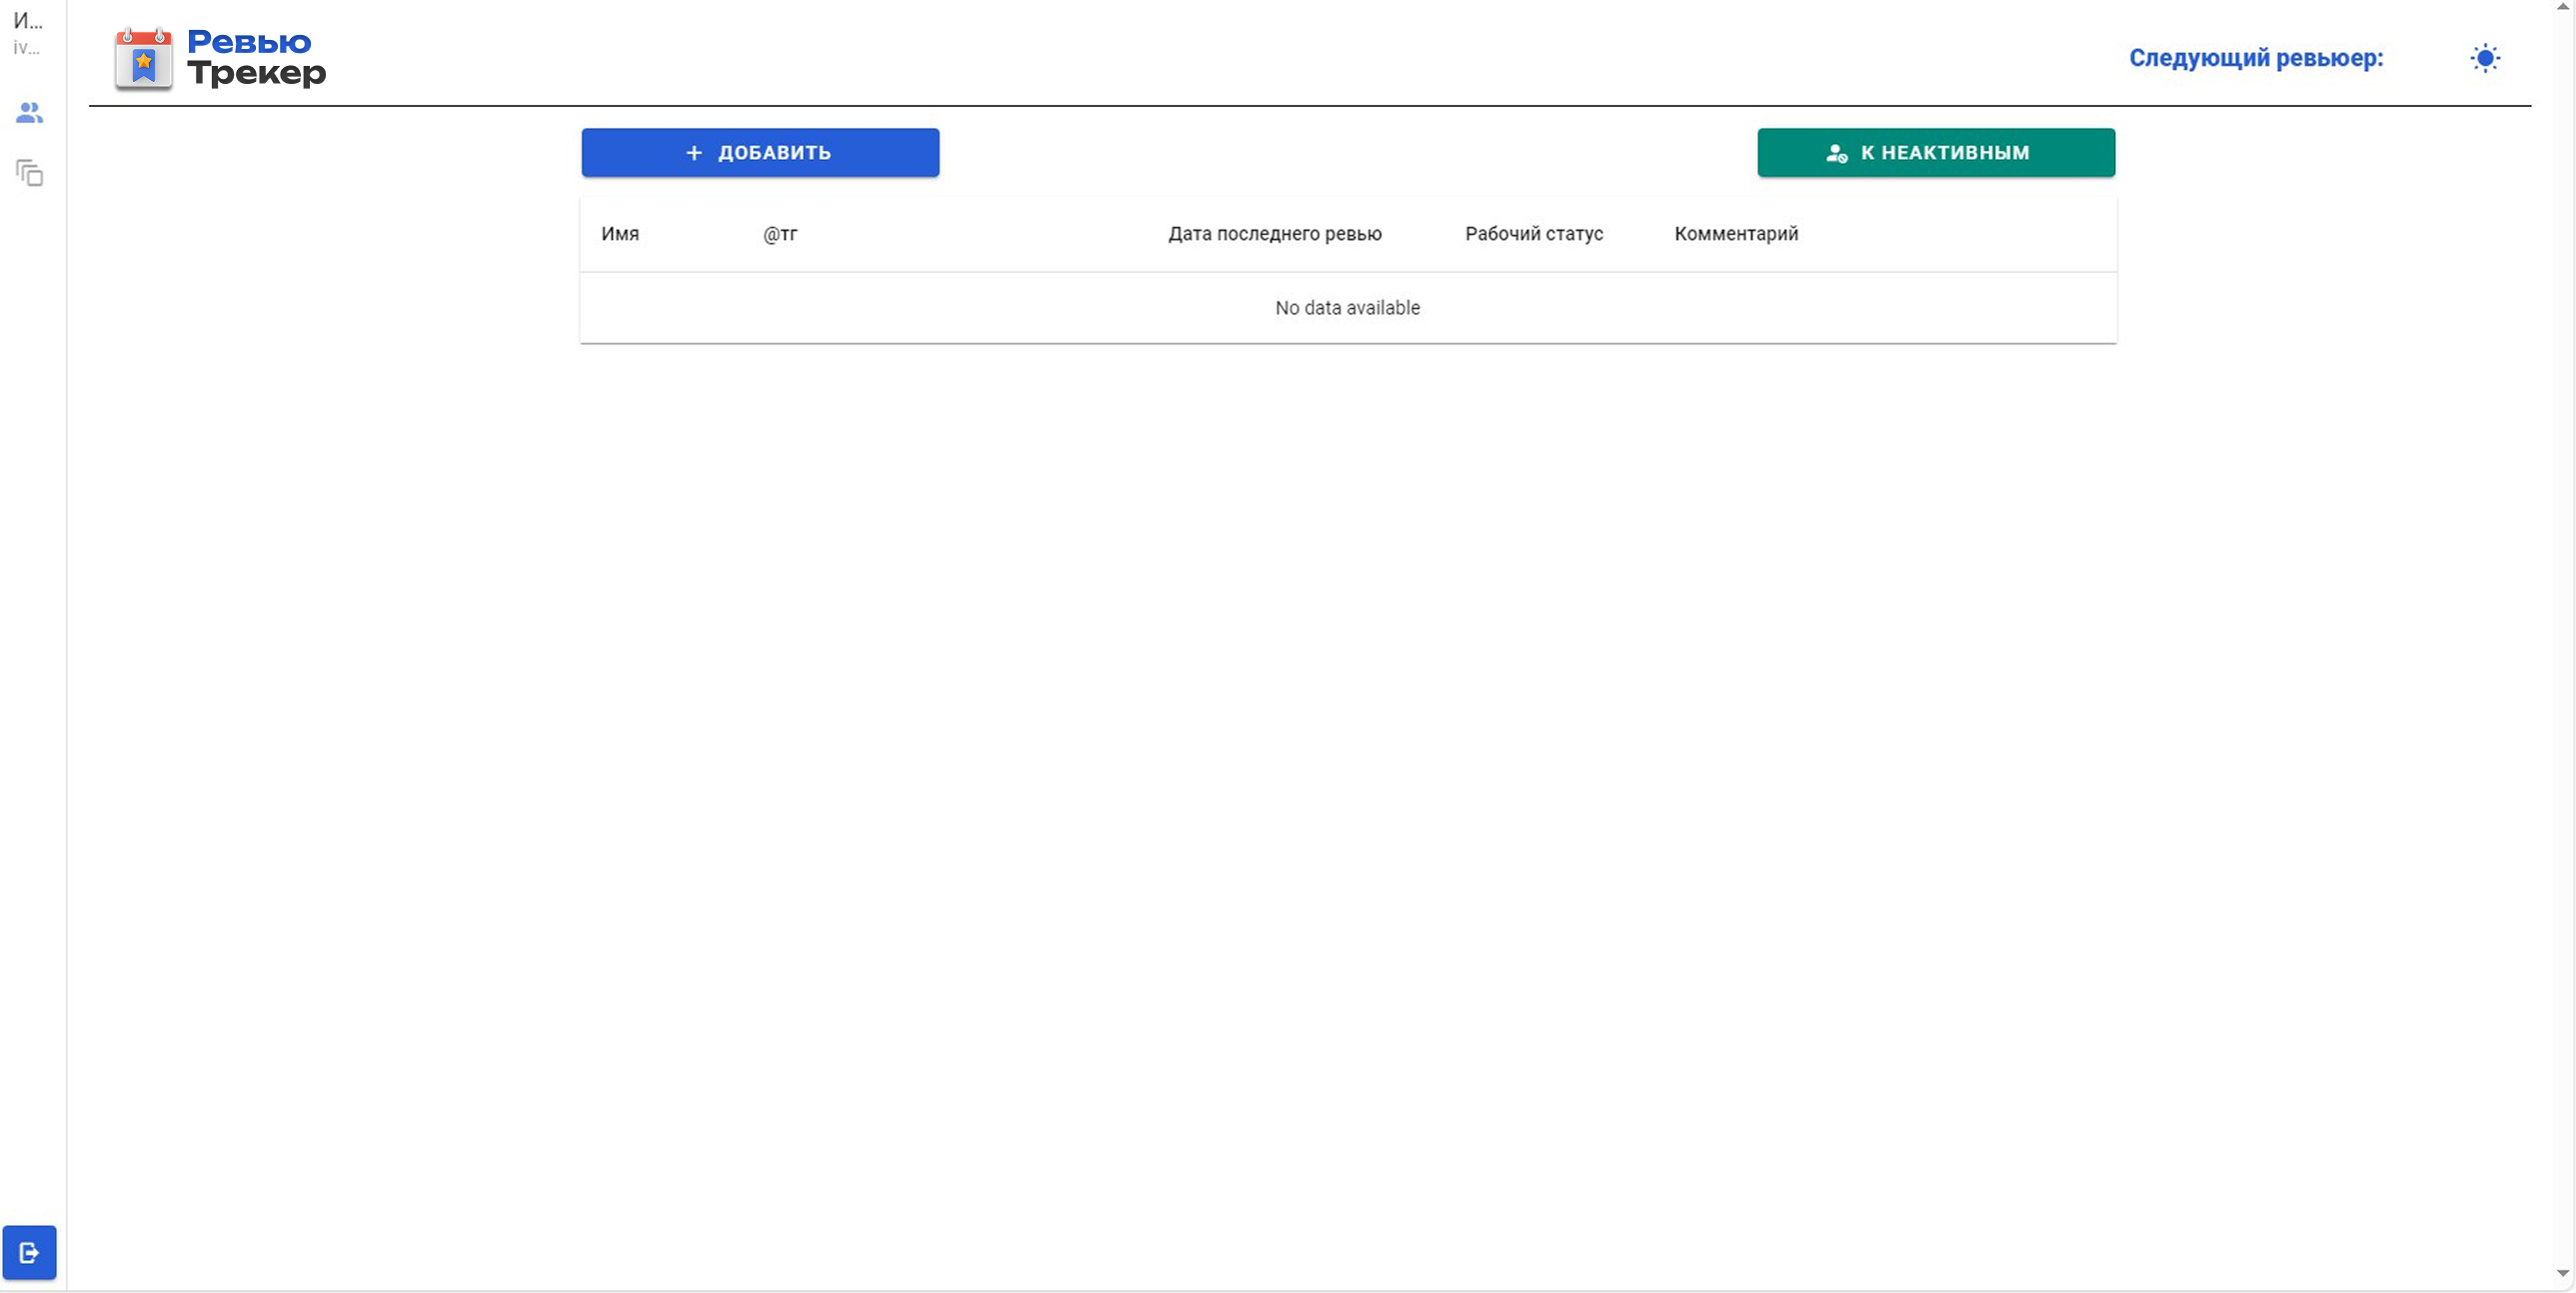 И...
iv...
Ревью
Трекер
Следующий ревьюер:
ДОБАВИТЬ
К НЕАКТИВНЫМ
Имя @тг Дата последнего ревью Рабочий статус Комментарий
No data available